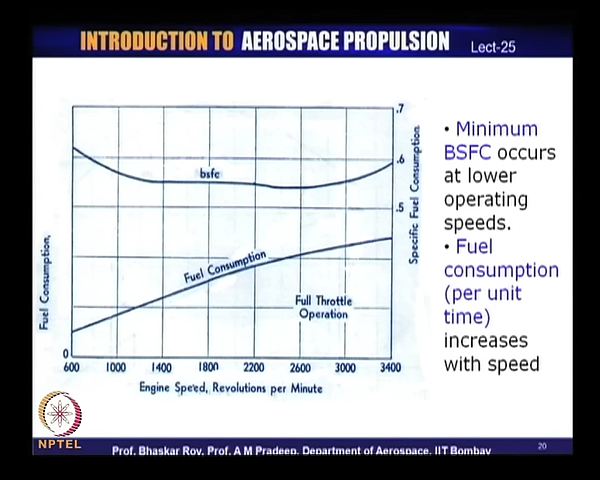 INTRODUCTION TO AEROSPACE PROPULSION Lect-25
.7
.6
.5
bsfc
Fuel Consumption
Full Throttle
Operation
Fuel Consumption,
Specific Fuel Consumption,
0
600 1000 1400 1800 2200 2600 3000 3400
Engine Speed, Revolutions per Minute
• Minimum
BSFC occurs
at lower
operating
speeds.
• Fuel
consumption
(per unit
time)
increases
with speed
NPTEL
Prof. Bhaskar Roy, Prof. A M Pradeep, Department of Aerospace, IIT Bombay
20